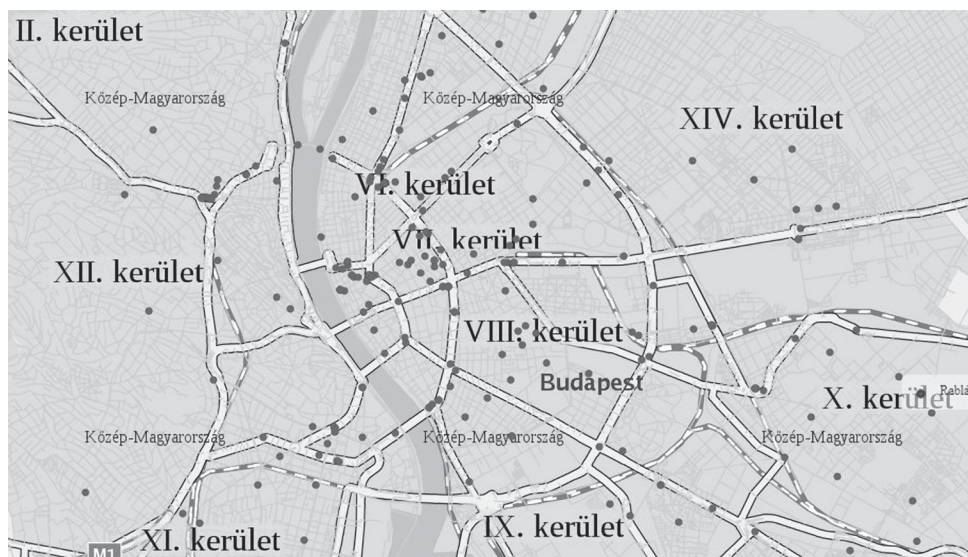 II. kerület
Közép-Magyarország
Közép-Magyarország
XIV. kerület
VI. kerület
VII. kerület
XII. kerület
VIII. kerület
Budapest
X. kerület
Rablá
Közép-Magyarország
Közép-Magyarország
Közép-Magyarország
XI. kerület
IX. kerület
M1